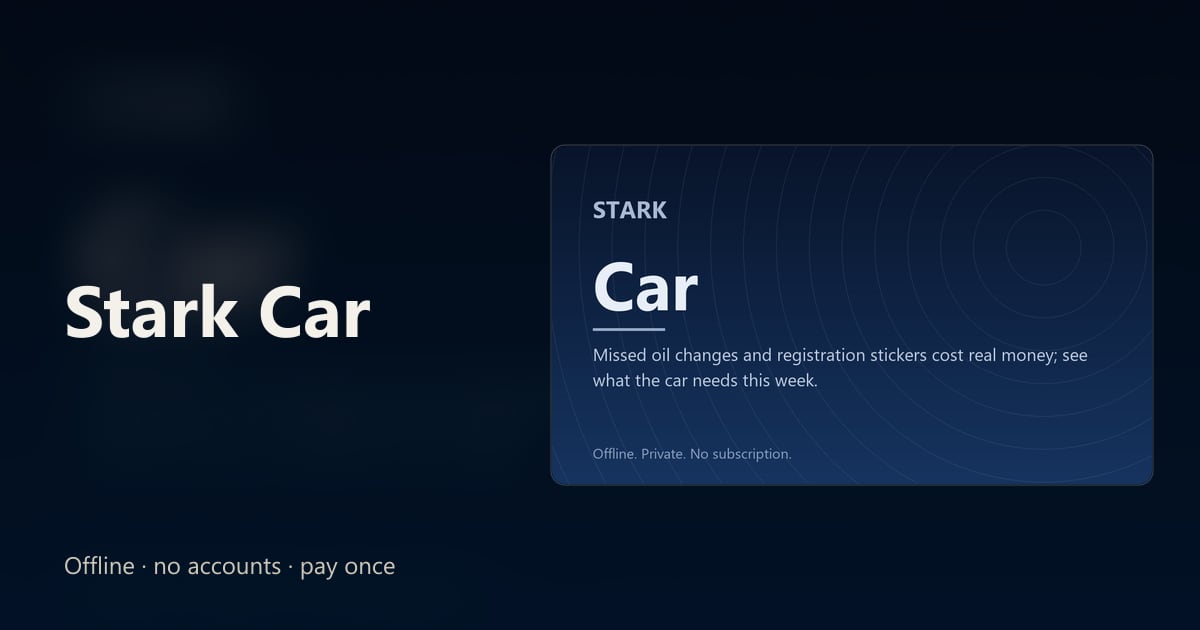 Stark Car
Offline · no accounts · pay once
STARK
Car
Missed oil changes and registration stickers cost real money; see
what the car needs this week.
Offline. Private. No subscription.